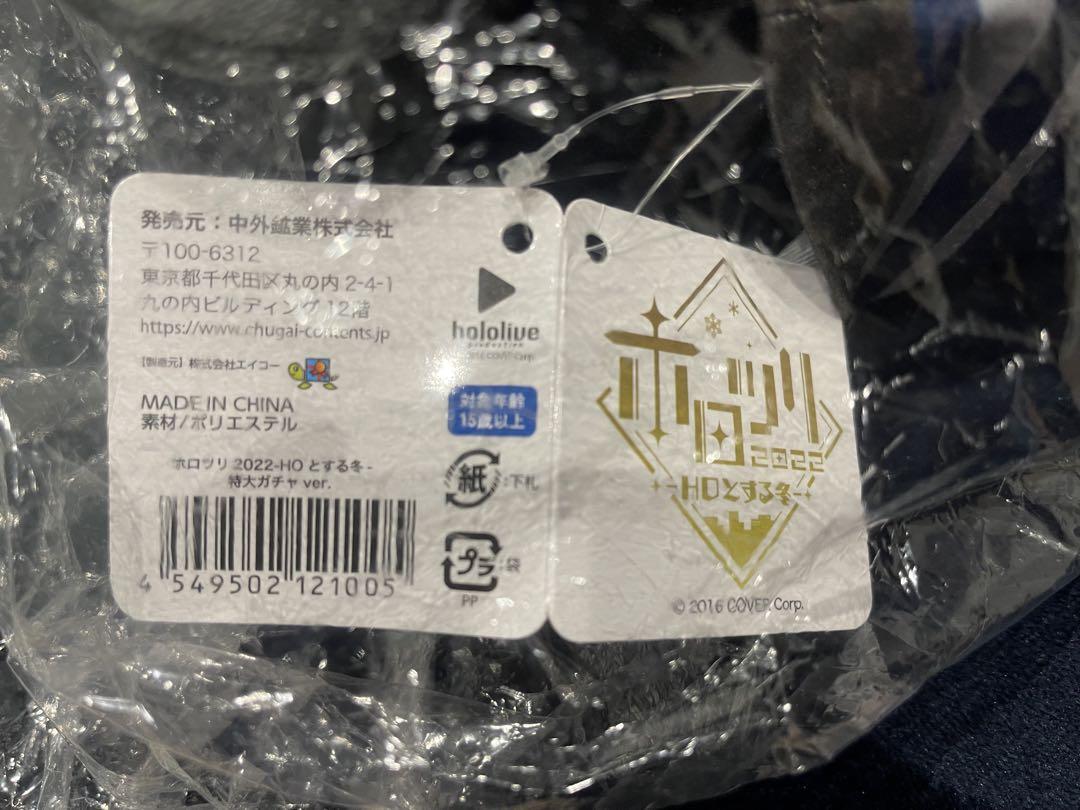 発売元：中外鉱業株式会社
〒100-6312
東京都千代田区丸の内 2-4-1
丸の内ビルディング 12階
https://www.chugai-contents.jp
【製造元】株式会社エイコー
MADE IN CHINA
素材/ポリエステル
ホロツリ 2022-HO とする冬 -
特大ガチャ ver.
4 549502 121005
hololive
production
© 2016 COVER Corp.
対象年齢
15歳以上
紙 :下札
プラ :袋
PP
ホロツリ
2022
-HOとする冬-
© 2016 COVER Corp.